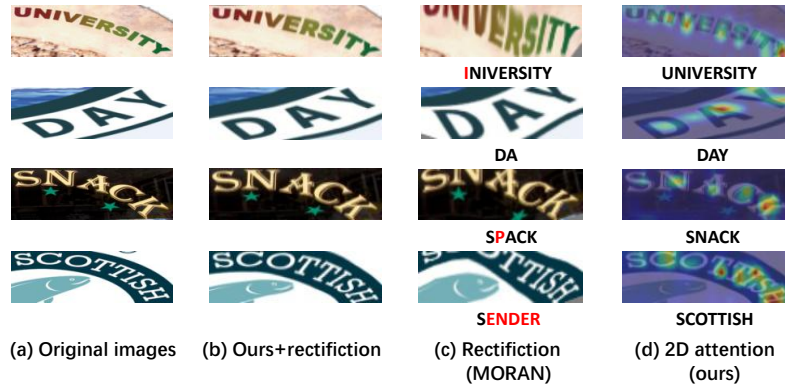 UNIVERSITY UNIVERSITY UNIVERSITY UNIVERSITY
INIVERSITY UNIVERSITY
DAY DAY DAY DAY
DA DAY
SNACK SNACK SNACK SNACK
SPACK SNACK
SCOTTISH SCOTTISH SCOTTISH SCOTTISH
SENDER SCOTTISH
(a) Original images (b) Ours+rectifiction (c) Rectifiction (d) 2D attention
(MORAN) (ours)